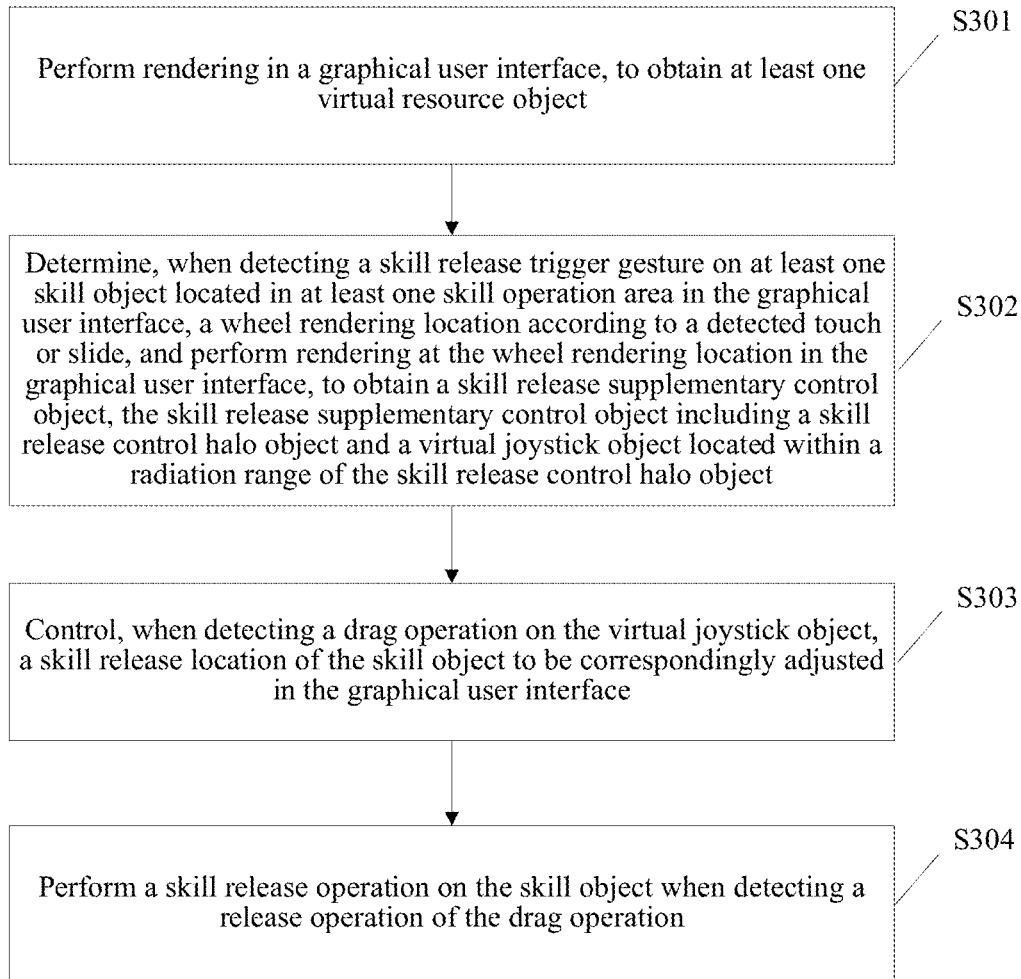 S301
Perform rendering in a graphical user interface, to obtain at least one
virtual resource object
Determine, when detecting a skill release trigger gesture on at least one
skill object located in at least one skill operation area in the graphical
user interface, a wheel rendering location according to a detected touch
or slide, and perform rendering at the wheel rendering location in the
graphical user interface, to obtain a skill release supplementary control
object, the skill release supplementary control object including a skill
release control halo object and a virtual joystick object located within a
radiation range of the skill release control halo object
S302
S303
Control, when detecting a drag operation on the virtual joystick object,
a skill release location of the skill object to be correspondingly adjusted
in the graphical user interface
S304
Perform a skill release operation on the skill object when detecting a
release operation of the drag operation